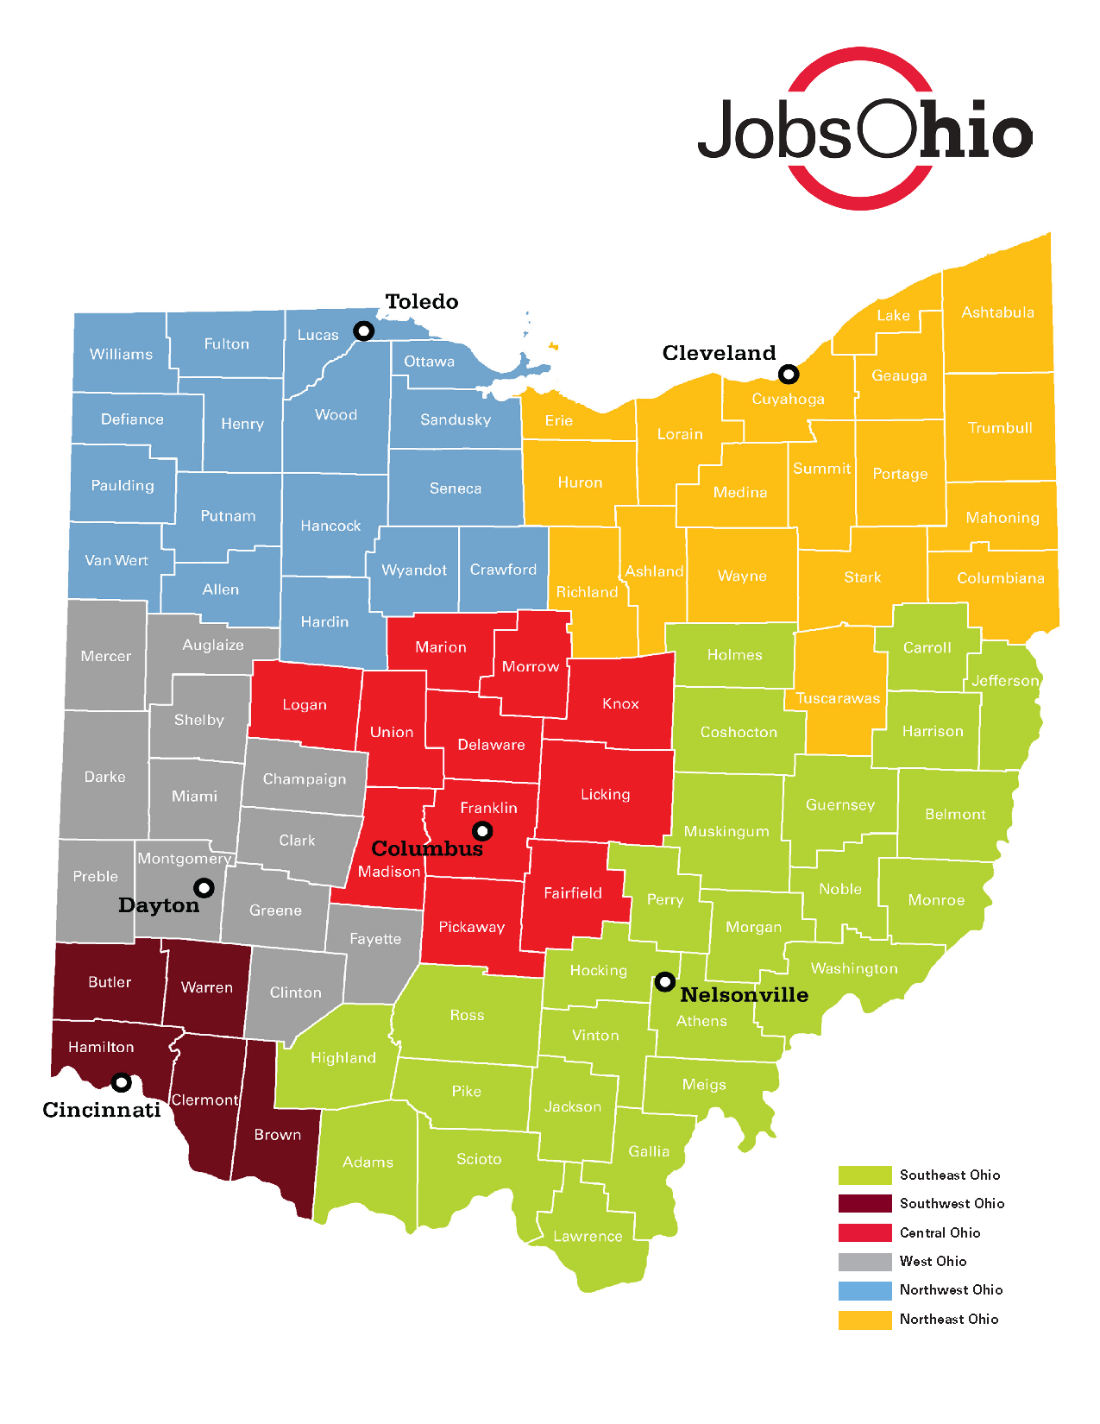 JobsOhio
Toledo
Cleveland
Lake
Ashtabula
Williams
Fulton
Lucas
Ottawa
Geauga
Cuyahoga
Defiance
Henry
Wood
Sandusky
Erie
Lorain
Trumbull
Paulding
Seneca
Huron
Medina
Summit
Portage
Putnam
Hancock
Mahoning
Van Wert
Allen
Wyandot
Crawford
Richland
Ashland
Wayne
Stark
Columbiana
Hardin
Mercer
Auglaize
Marion
Morrow
Holmes
Carroll
Jefferson
Logan
Knox
Tuscarawas
Shelby
Union
Delaware
Coshocton
Harrison
Darke
Champaign
Miami
Licking
Franklin
Guernsey
Belmont
Clark
Columbus
Muskingum
Montgomery
Preble
Madison
Fairfield
Perry
Noble
Monroe
Dayton
Greene
Pickaway
Morgan
Fayette
Hocking
Washington
Butler
Warren
Clinton
Nelsonville
Ross
Athens
Hamilton
Highland
Vinton
Cincinnati
Clermont
Pike
Jackson
Meigs
Brown
Adams
Scioto
Gallia
Lawrence
Southeast Ohio
Southwest Ohio
Central Ohio
West Ohio
Northwest Ohio
Northeast Ohio